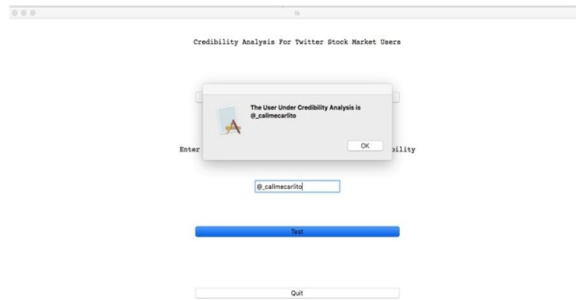 tk
Credibility Analysis For Twitter Stock Market Users
The User Under Credibility Analysis is
@_callmecarlito
OK
Enter
bility
@_callmecarlito
Test
Quit